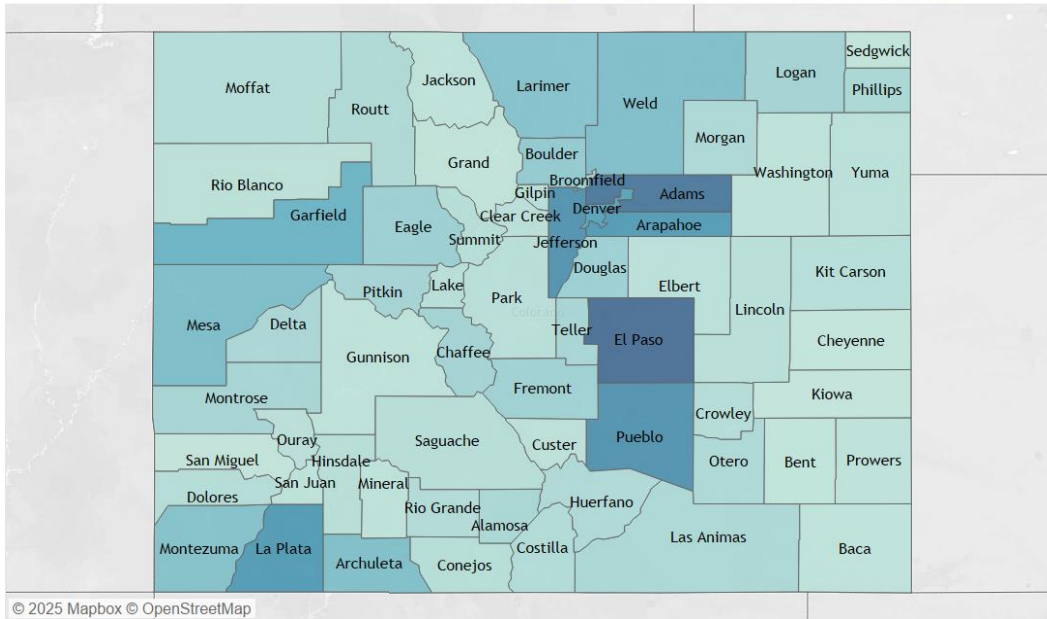 Sedgwick
Logan
Jackson
Moffat
Larimer
Phillips
Weld
Routt
Morgan
Boulder
Grand
Washington
Yuma
Broomfield
Rio Blanco
Gilpin
Adams
Denver
Garfield
Clear Creek
Eagle
Arapahoe
Summit
Jefferson
Douglas
Kit Carson
Lake
Elbert
Pitkin
Park
Lincoln
Colorado
Mesa
Delta
Teller
El Paso
Cheyenne
Chaffee
Gunnison
Fremont
Kiowa
Montrose
Crowley
Pueblo
Ouray
Saguache
Custer
San Miguel
Hinsdale
Otero
Bent
Prowers
San Juan
Mineral
Dolores
Huerfano
Rio Grande
Alamosa
Las Animas
Montezuma
La Plata
Costilla
Baca
Archuleta
Conejos
© 2025 Mapbox © OpenStreetMap